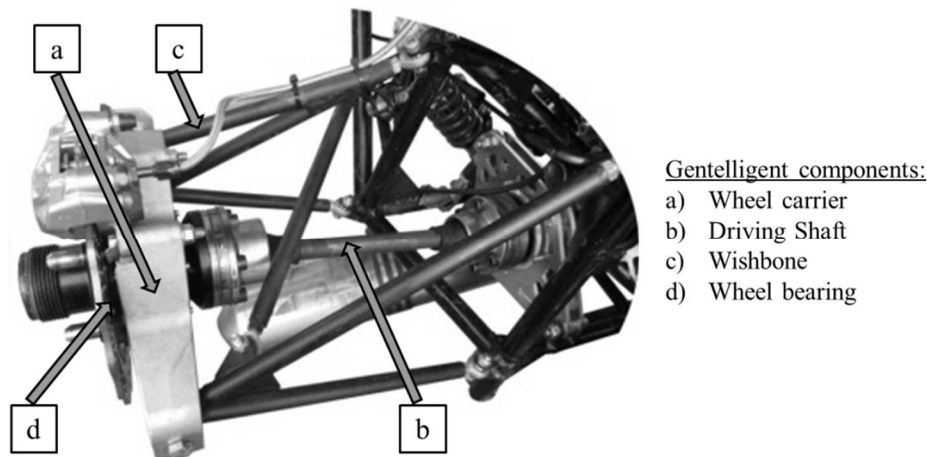 a
c
Gentelligent components:
a) Wheel carrier
b) Driving Shaft
c) Wishbone
d) Wheel bearing
d
b